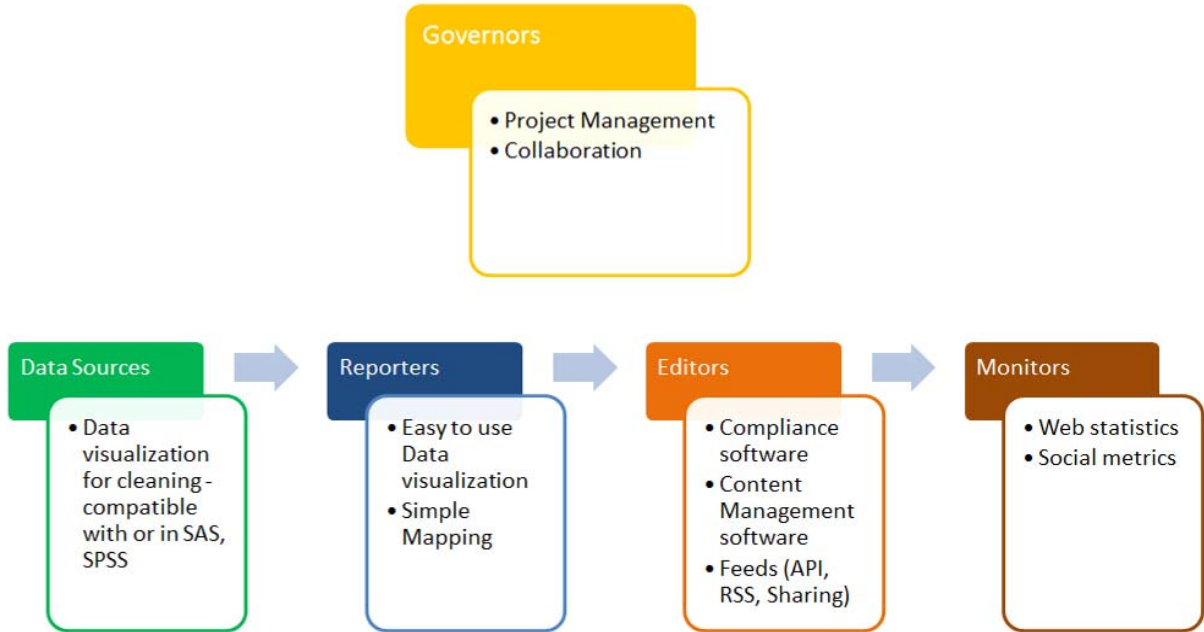 Governors
• Project Management
• Collaboration
Data Sources
• Data
visualization
for cleaning -
compatible
with or in SAS,
SPSS
Reporters
• Easy to use
Data
visualization
• Simple
Mapping
Editors
• Compliance
software
• Content
Management
software
• Feeds (API,
RSS, Sharing)
Monitors
• Web statistics
• Social metrics